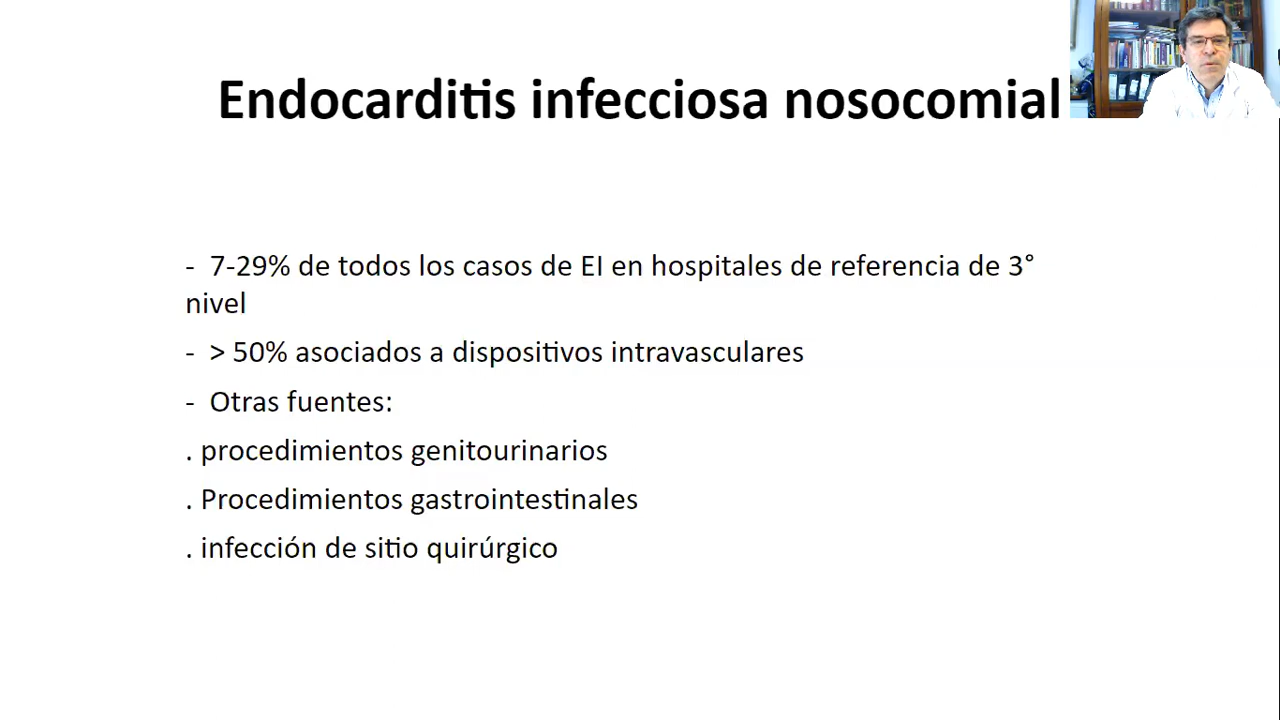 Endocarditis infecciosa nosocomial
- 7-29% de todos los casos de EI en hospitales de referencia de 3°
nivel
- > 50% asociados a dispositivos intravasculares
- Otras fuentes:
. procedimientos genitourinarios
. Procedimientos gastrointestinales
. infección de sitio quirúrgico